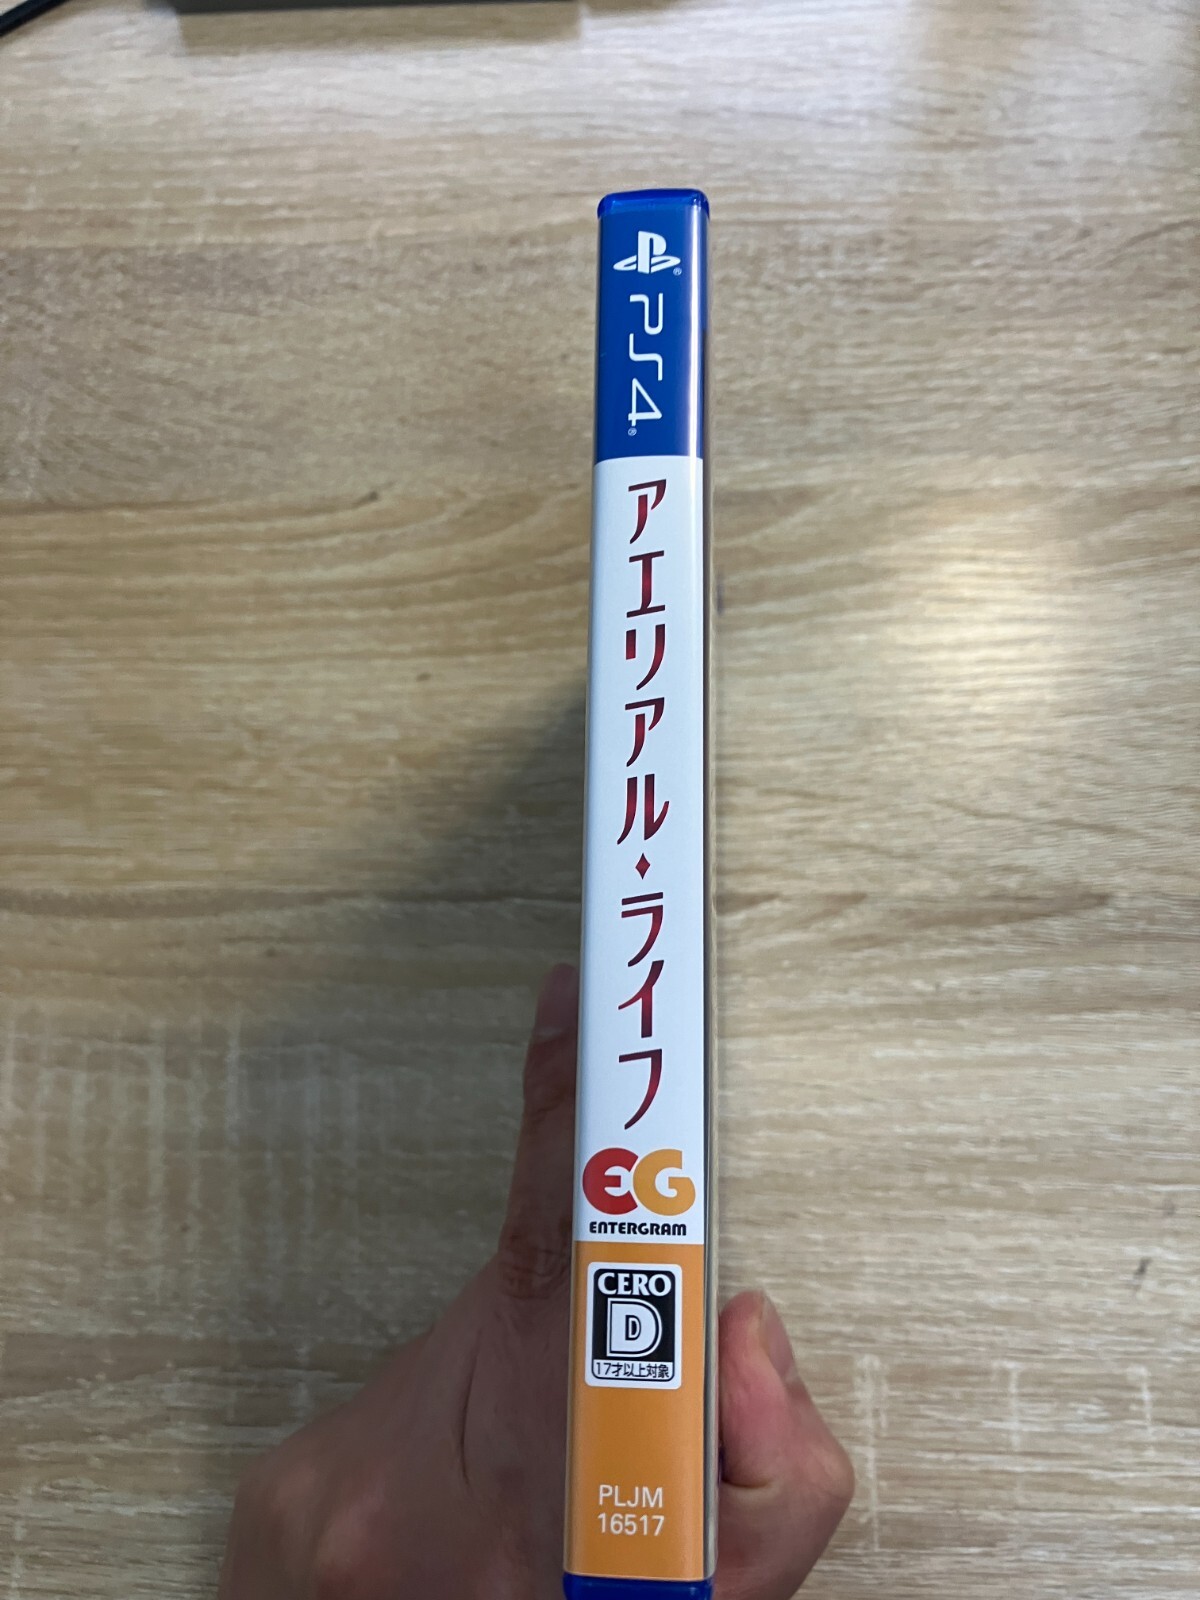 PS4
アエリアル・ライフ
EG
ENTERGRAM
CERO
D
17才以上対象
PLJM
16517